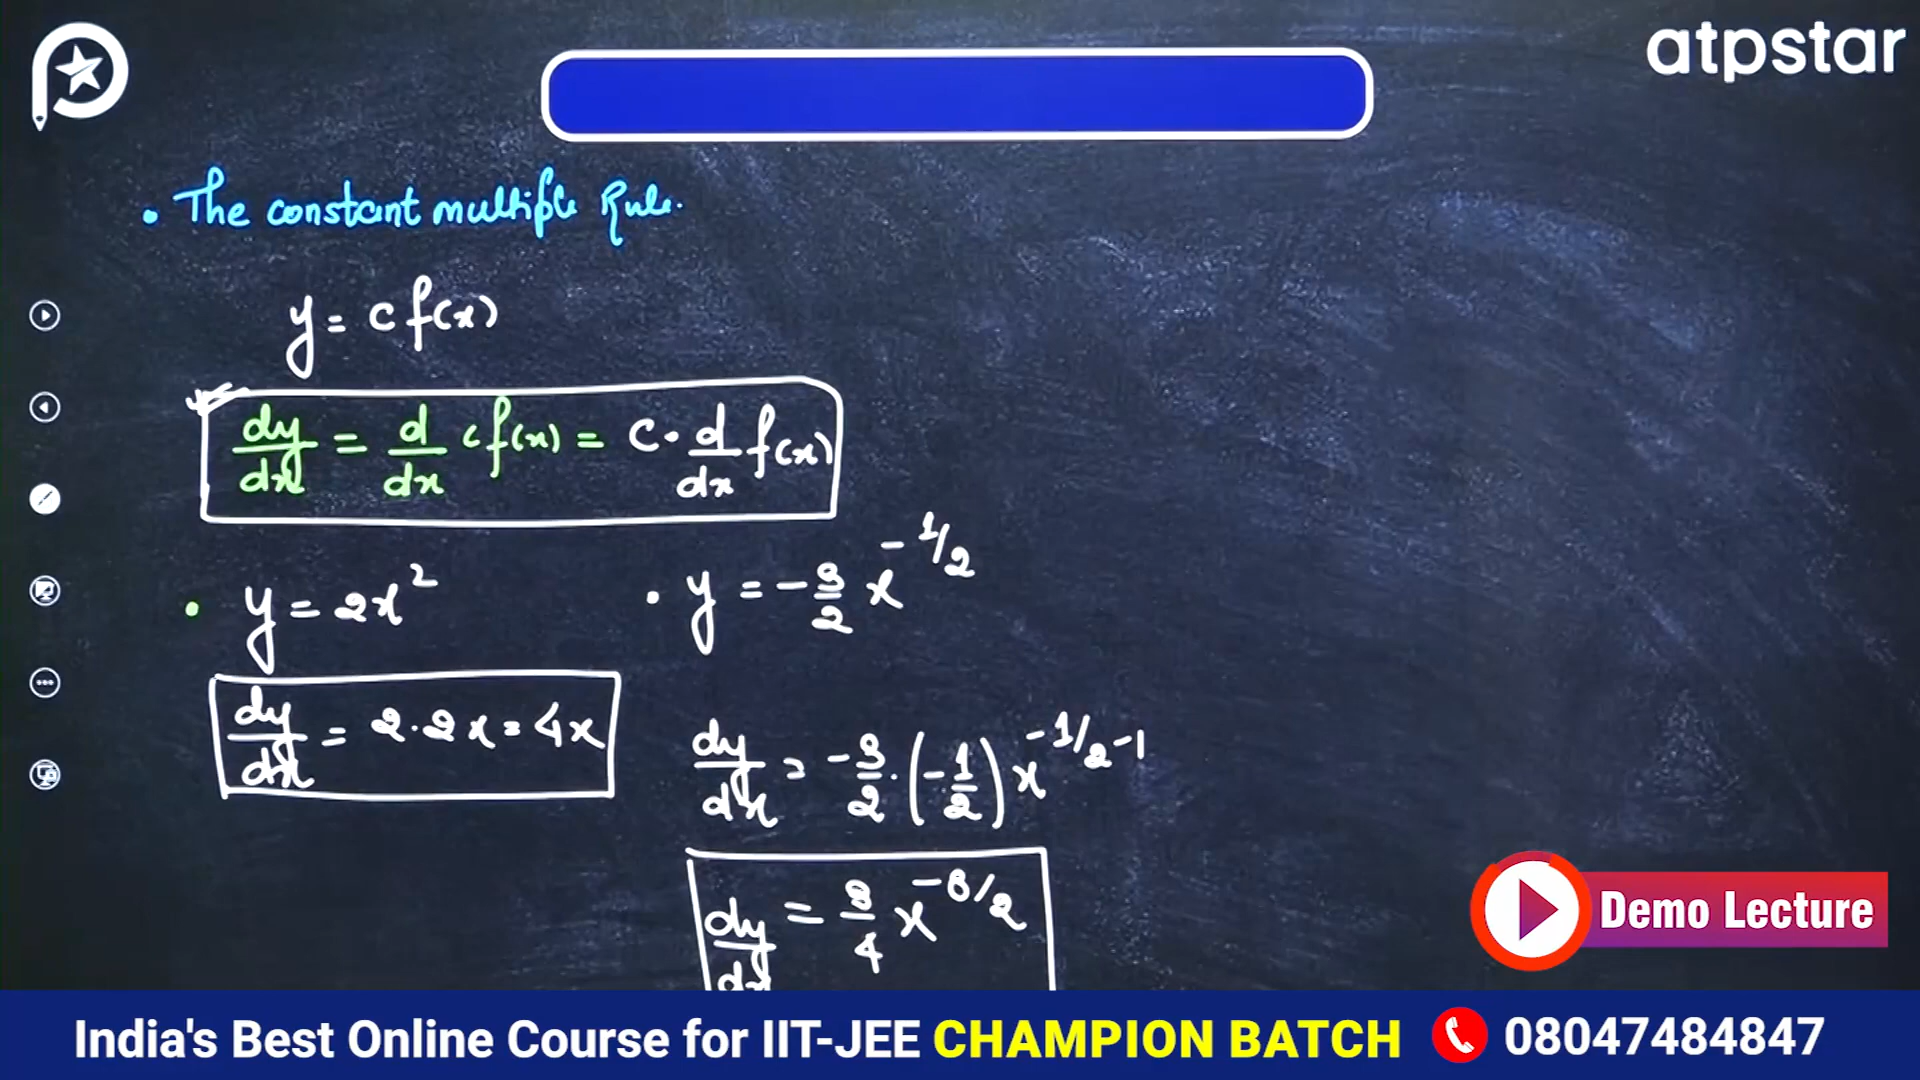 atpstar
• The constant multiple Rule.
y = c f(x)
dy/dx = d/dx c f(x) = c · d/dx f(x)
• y = 2x²
dy/dx = 2·2x = 4x
• y = -3/2 x^-1/2
dy/dx = -3/2 · (-1/2) x^-1/2-1
dy/dx = 3/4 x^-3/2
Demo Lecture
India's Best Online Course for IIT-JEE CHAMPION BATCH 08047484847